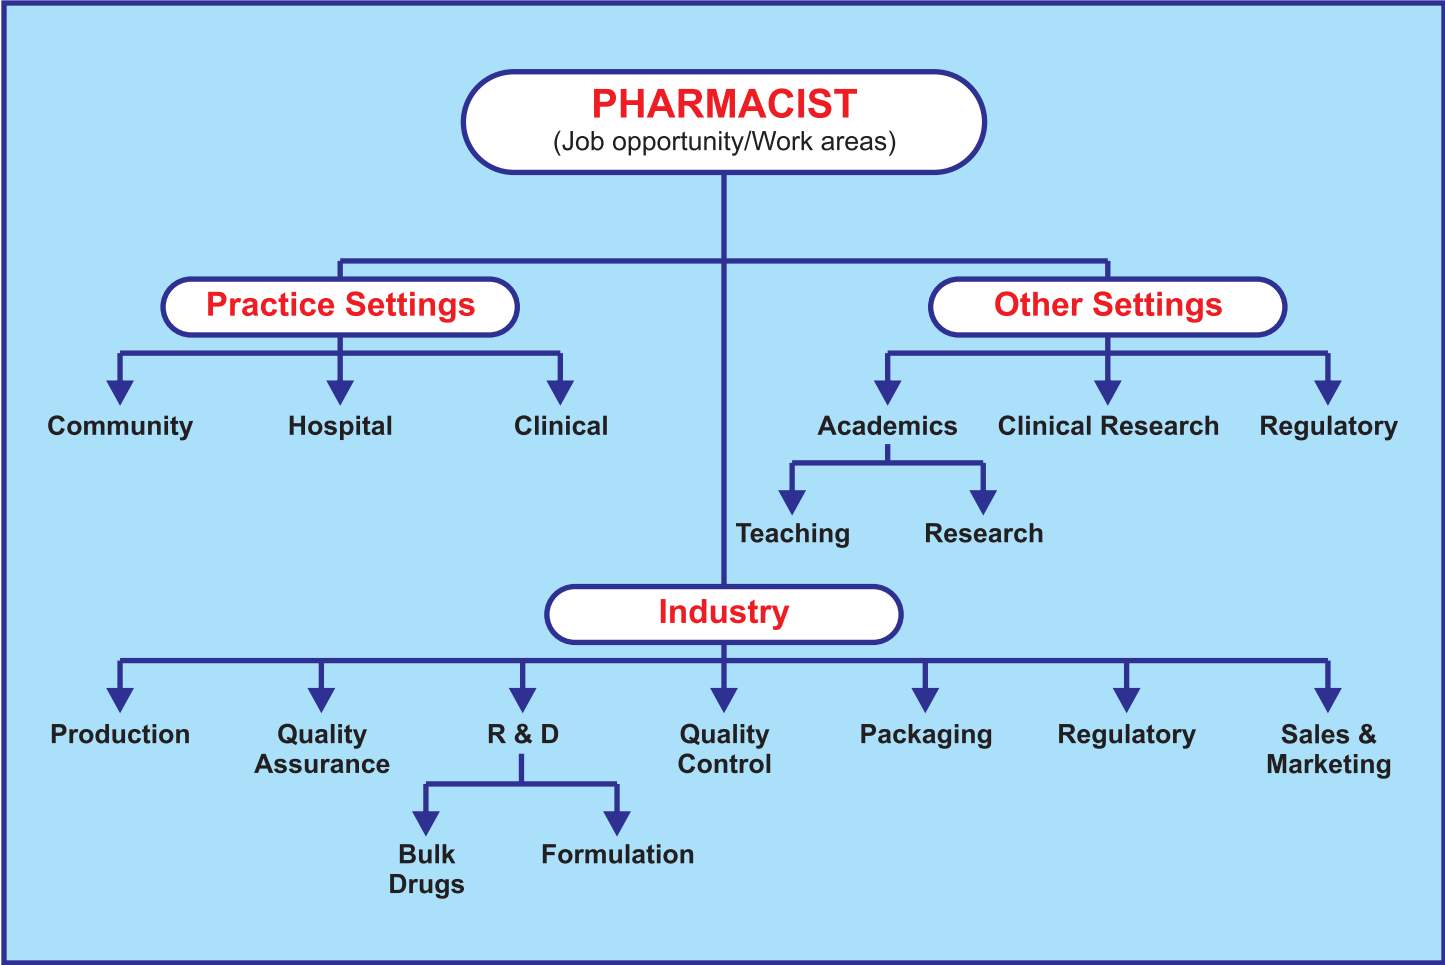 PHARMACIST
(Job opportunity/Work areas)
Practice Settings
Other Settings
Community
Hospital
Clinical
Academics
Clinical Research
Regulatory
Teaching
Research
Industry
Production
Quality
Assurance
R & D
Quality
Control
Packaging
Regulatory
Sales &
Marketing
Bulk
Drugs
Formulation